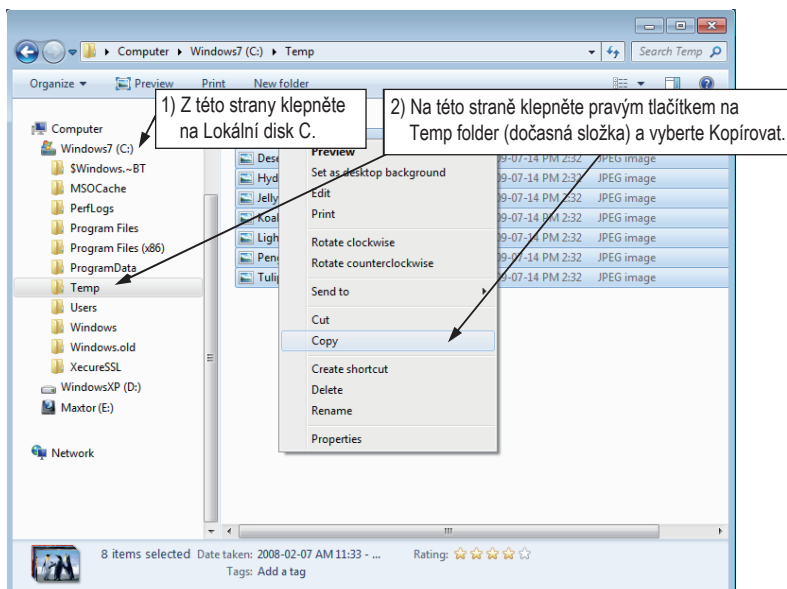 Computer ▸ Windows7 (C:) ▸ Temp
Search Temp
Organize Preview Print New folder
1) Z této strany klepněte
na Lokální disk C.
2) Na této straně klepněte pravým tlačítkem na
Temp folder (dočasná složka) a vyberte Kopírovat.
Computer
Windows7 (C:)
$Windows.~BT
MSOCache
PerfLogs
Program Files
Program Files (x86)
ProgramData
Temp
Users
Windows
Windows.old
XecureSSL
WindowsXP (D:)
Maxtor (E:)
Network
Preview
Set as desktop background
Edit
Print
Rotate clockwise
Rotate counterclockwise
Send to
Cut
Copy
Create shortcut
Delete
Rename
Properties
Dese 09-07-14 PM 2:32 JPEG image
Hyd 09-07-14 PM 2:32 JPEG image
Jelly 09-07-14 PM 2:32 JPEG image
Koal 09-07-14 PM 2:32 JPEG image
Ligh 09-07-14 PM 2:32 JPEG image
Peng 09-07-14 PM 2:32 JPEG image
Tulip 09-07-14 PM 2:32 JPEG image
8 items selected Date taken: 2008-02-07 AM 11:33 - ... Rating:
Tags: Add a tag